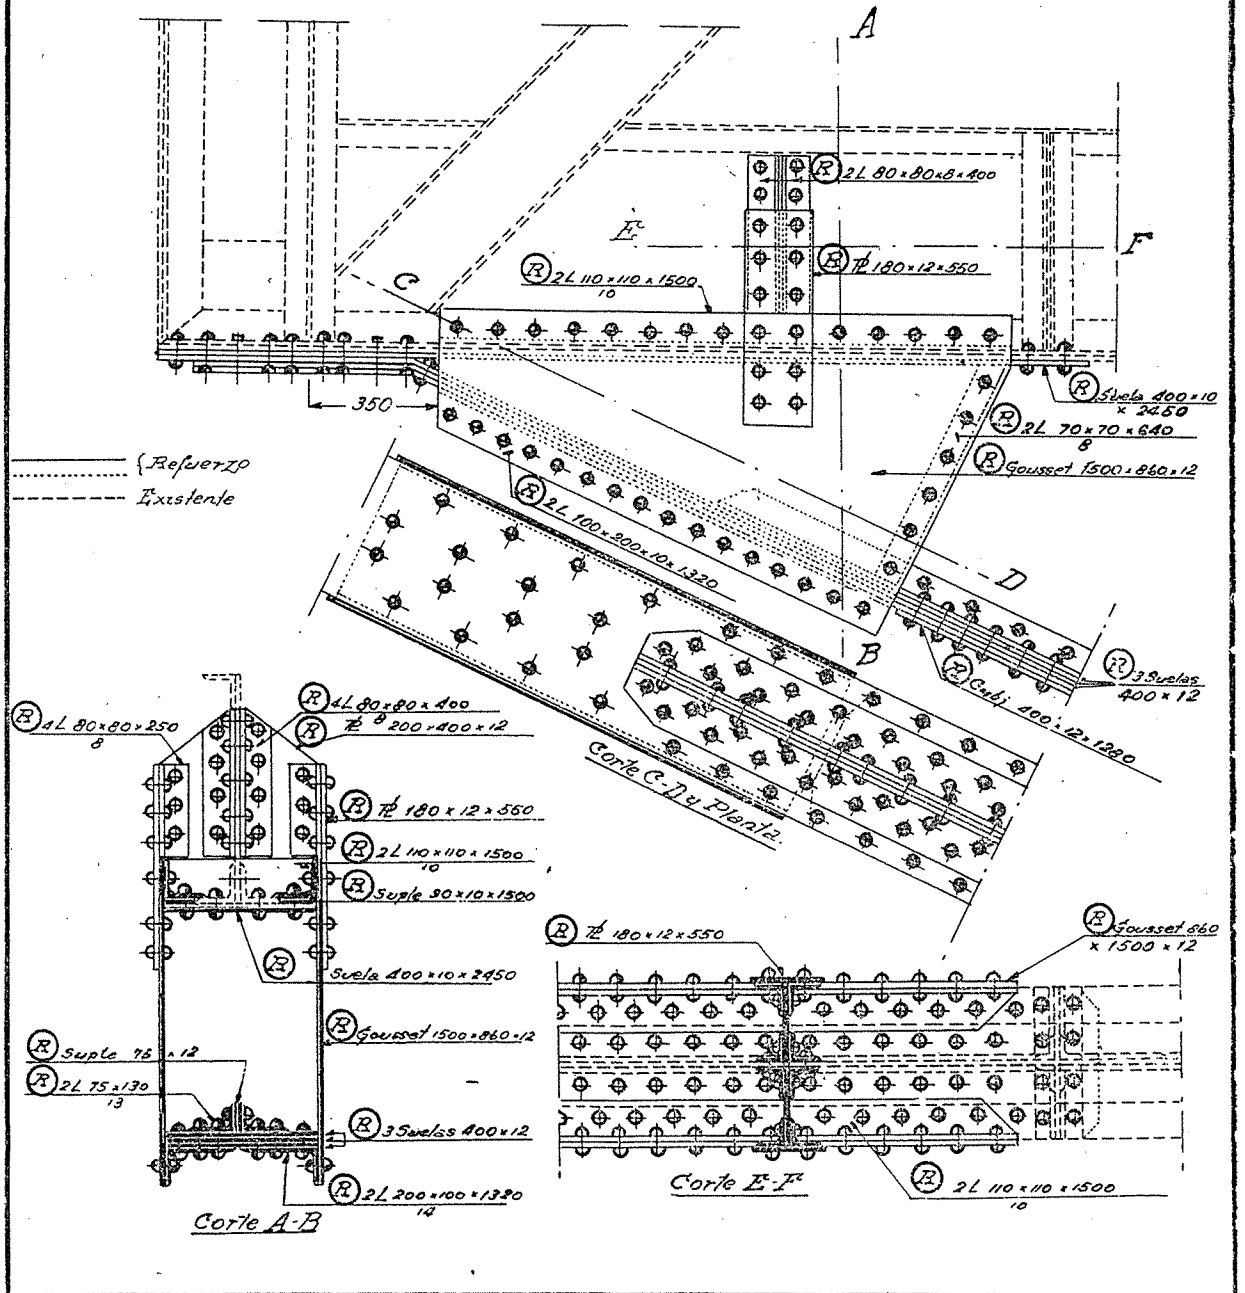 A
R 2L 80×80×8×400
E
F
R ⅊ 180×12×550
C
R 2L 110×110×1500
10
350
R Suela 400×10
× 2450
R 2L 70×70×640
8
R Gousset 1500×860×12
Refuerzo
Existente
R 2L 100×200×10×1320
D
B
R Cubj 400×12×1280
R 3 Suelas
400×12
Corte C-D y Planta
R 4L 80×80×400
8
R 4L 80×80×250
8
R ⅊ 200×400×12
R ⅊ 180×12×550
R 2L 110×110×1500
10
R Suple 90×10×1500
R Suela 400×10×2450
R ⅊ 180×12×550
R Gousset 860
× 1500×12
R Gousset 1500×860×12
R Suple 75×12
R 2L 75×130
13
R 3 Suelas 400×12
R 2L 200×100×1320
14
Corte A-B
Corte E-F
R 2L 110×110×1500
10